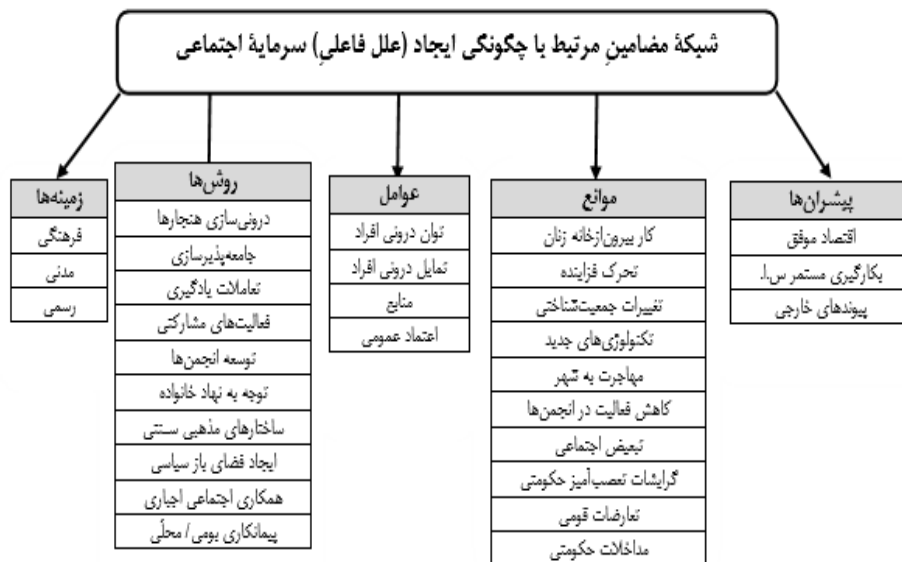 شبکۀ مضامینِ مرتبط با چگونگی ایجاد (علل فاعلیِ) سرمایۀ اجتماعی
پیشران‌ها
اقتصاد موفق
بکارگیری مستمر س.ا.
پیوندهای خارجی
موانع
کار بیرون‌ازخانه زنان
تحرک فزاینده
تغییرات جمعیت‌شناختی
تکنولوژی‌های جدید
مهاجرت به شهر
کاهش فعالیت در انجمن‌ها
تبعیض اجتماعی
گرایشات تعصب‌آمیز حکومتی
تعارضات قومی
مداخلات حکومتی
عوامل
توان درونی افراد
تمایل درونی افراد
منابع
اعتماد عمومی
روش‌ها
درونی‌سازی هنجارها
جامعه‌پذیرسازی
تعاملات یادگیری
فعالیت‌های مشارکتی
توسعه انجمن‌ها
توجه به نهاد خانواده
ساختارهای مذهبی سنتی
ایجاد فضای باز سیاسی
همکاری اجتماعی اجباری
پیمانکاری بومی/ محلّی
زمینه‌ها
فرهنگی
مدنی
رسمی